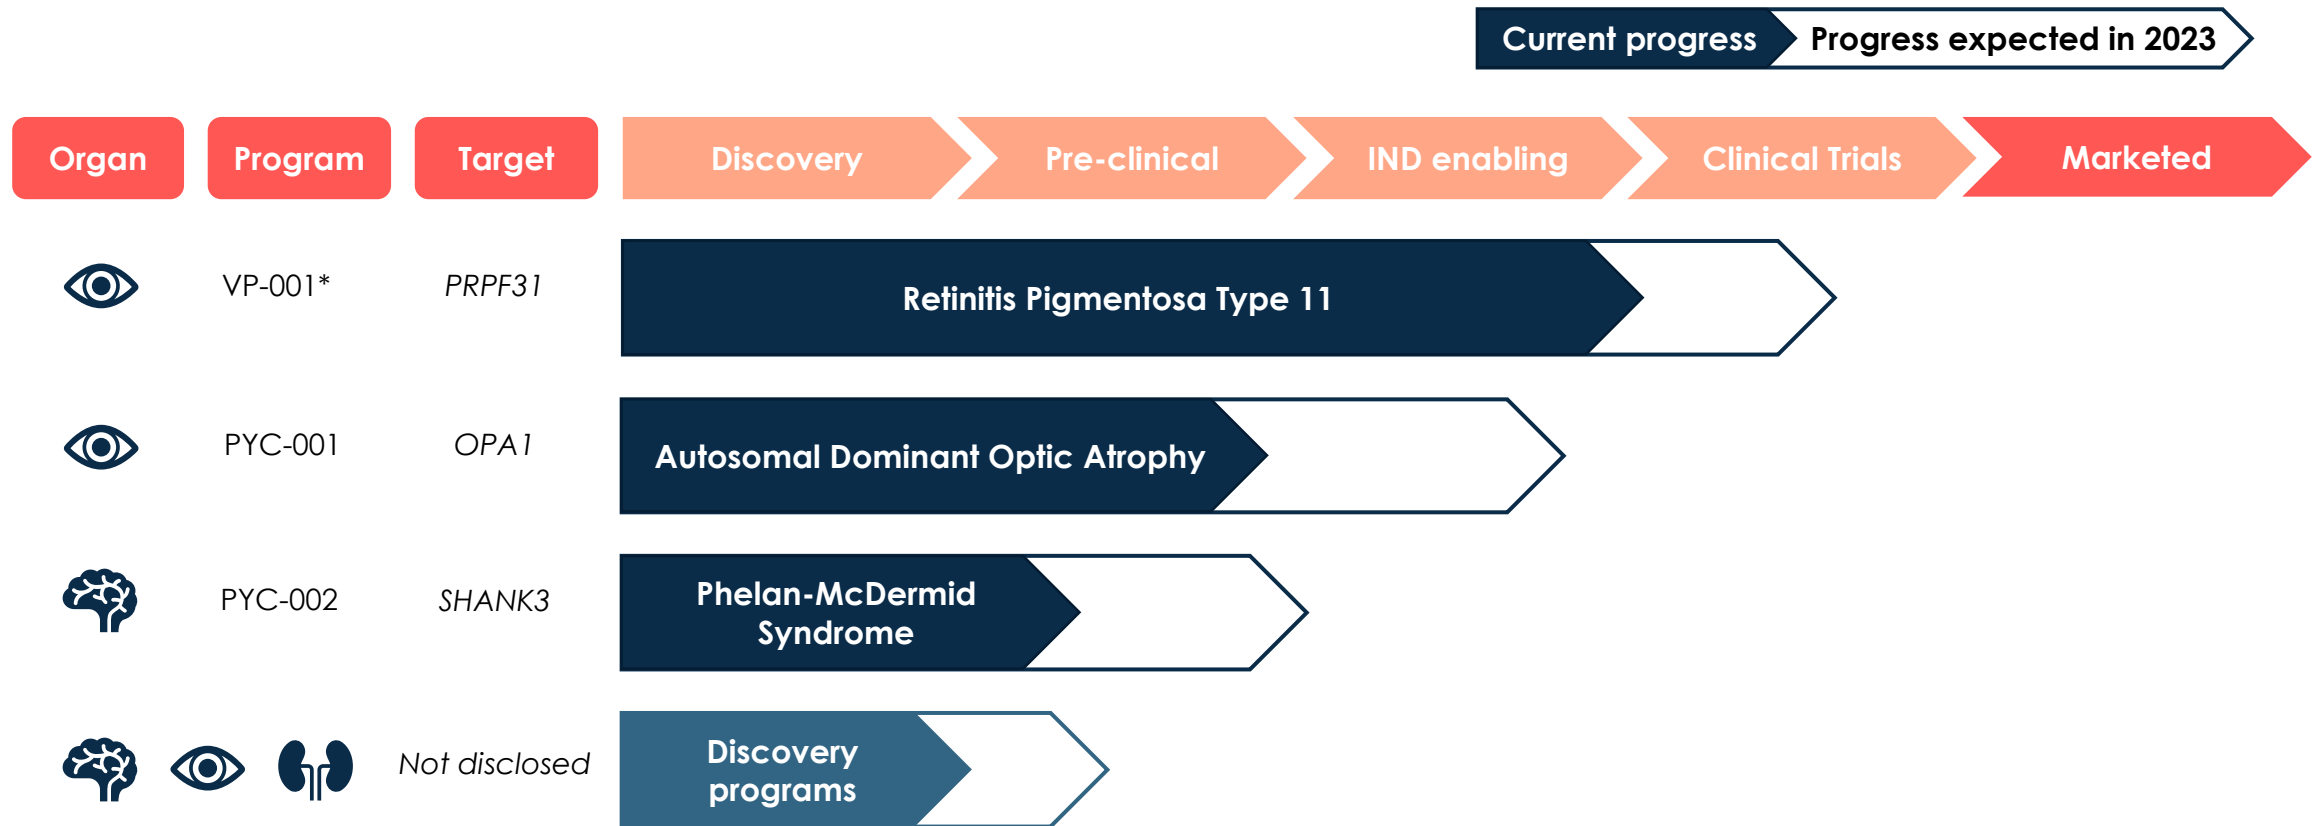 Current progress
Progress expected in 2023
Organ
Program
Target
Discovery
Pre-clinical
IND enabling
Clinical Trials
Marketed
VP-001*
PRPF31
Retinitis Pigmentosa Type 11
PYC-001
OPA1
Autosomal Dominant Optic Atrophy
PYC-002
SHANK3
Phelan-McDermid
Syndrome
Not disclosed
Discovery
programs